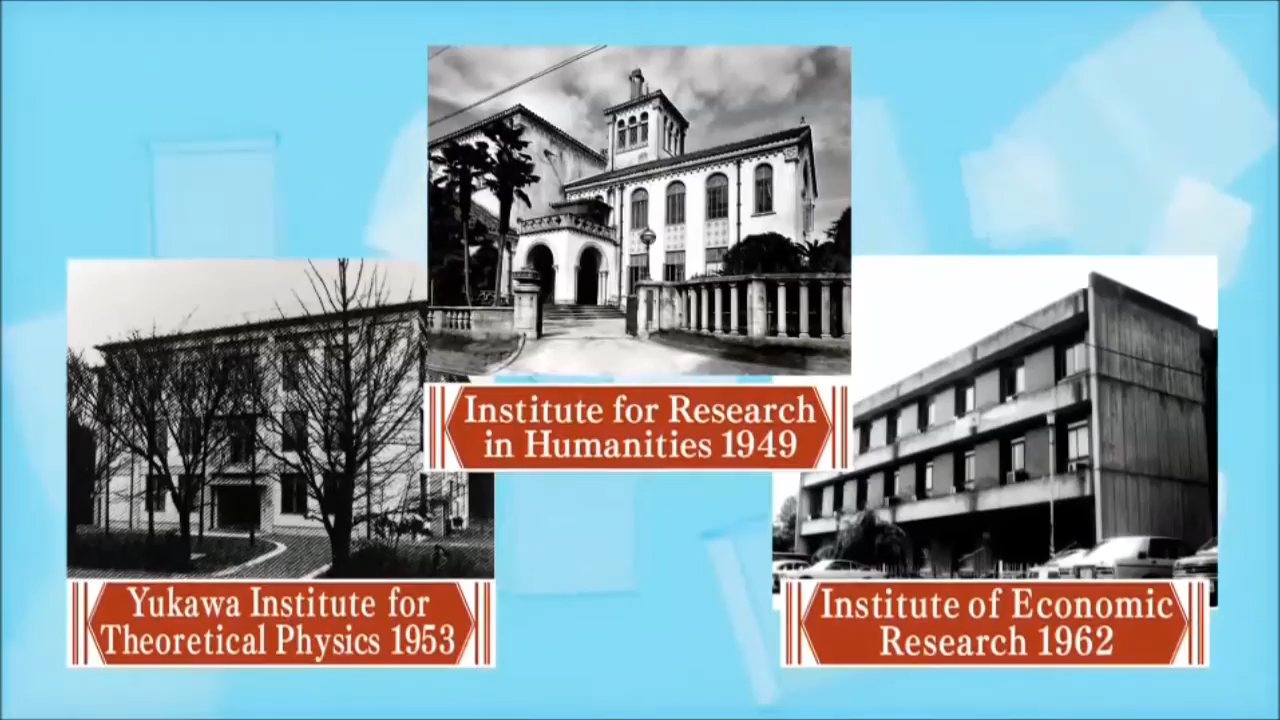 Institute for Research
in Humanities 1949
Yukawa Institute for
Theoretical Physics 1953
Institute of Economic
Research 1962